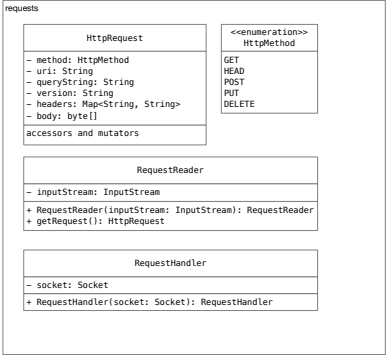 requests
HttpRequest
- method: HttpMethod
- uri: String
- queryString: String
- version: String
- headers: Map<String, String>
- body: byte[]
accessors and mutators
<<enumeration>>
HttpMethod
GET
HEAD
POST
PUT
DELETE
RequestReader
- inputStream: InputStream
+ RequestReader(inputStream: InputStream): RequestReader
+ getRequest(): HttpRequest
RequestHandler
- socket: Socket
+ RequestHandler(socket: Socket): RequestHandler